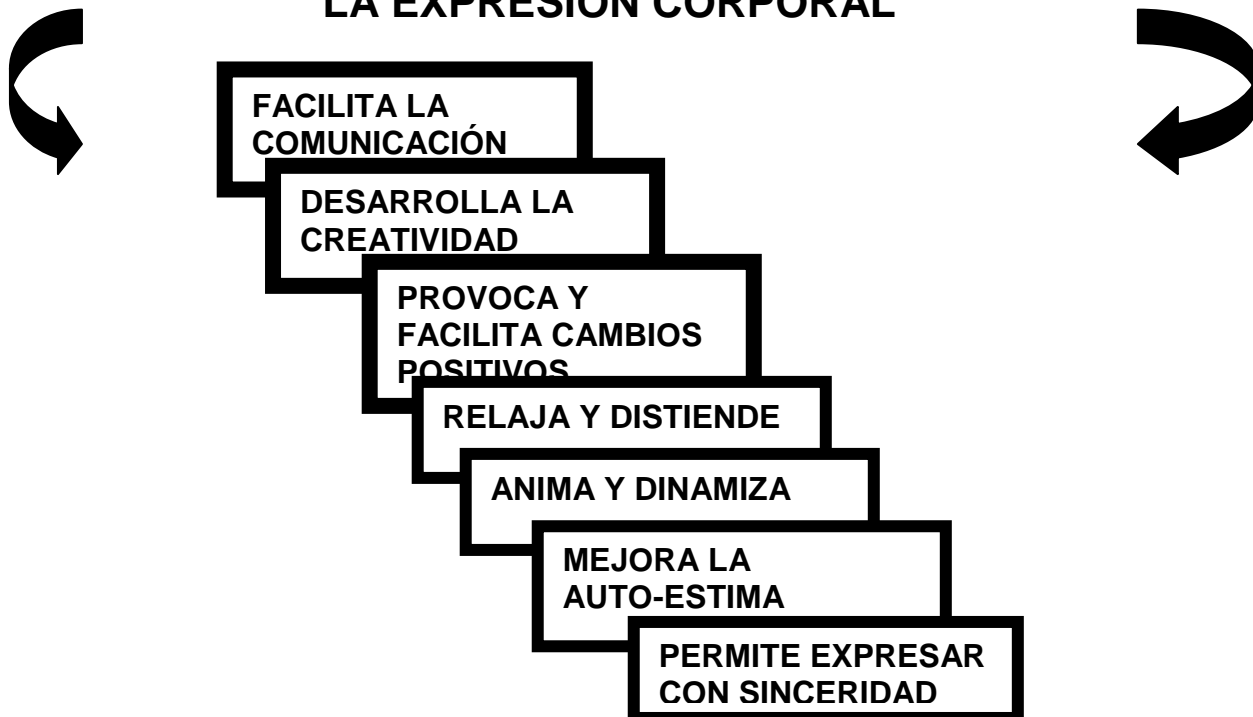 LA EXPRESIÓN CORPORAL
FACILITA LA
COMUNICACIÓN
DESARROLLA LA
CREATIVIDAD
PROVOCA Y
FACILITA CAMBIOS
POSITIVOS
RELAJA Y DISTIENDE
ANIMA Y DINAMIZA
MEJORA LA
AUTO-ESTIMA
PERMITE EXPRESAR
CON SINCERIDAD